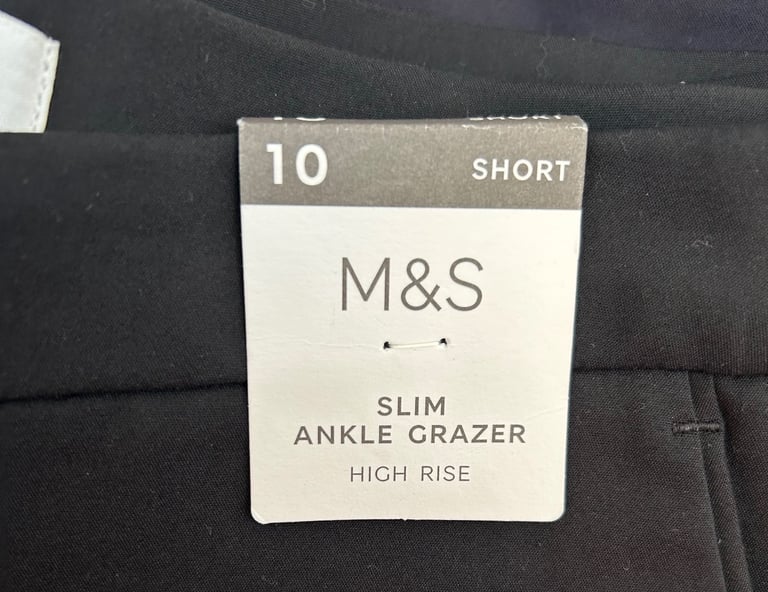 10 SHORT
M&S
SLIM
ANKLE GRAZER
HIGH RISE